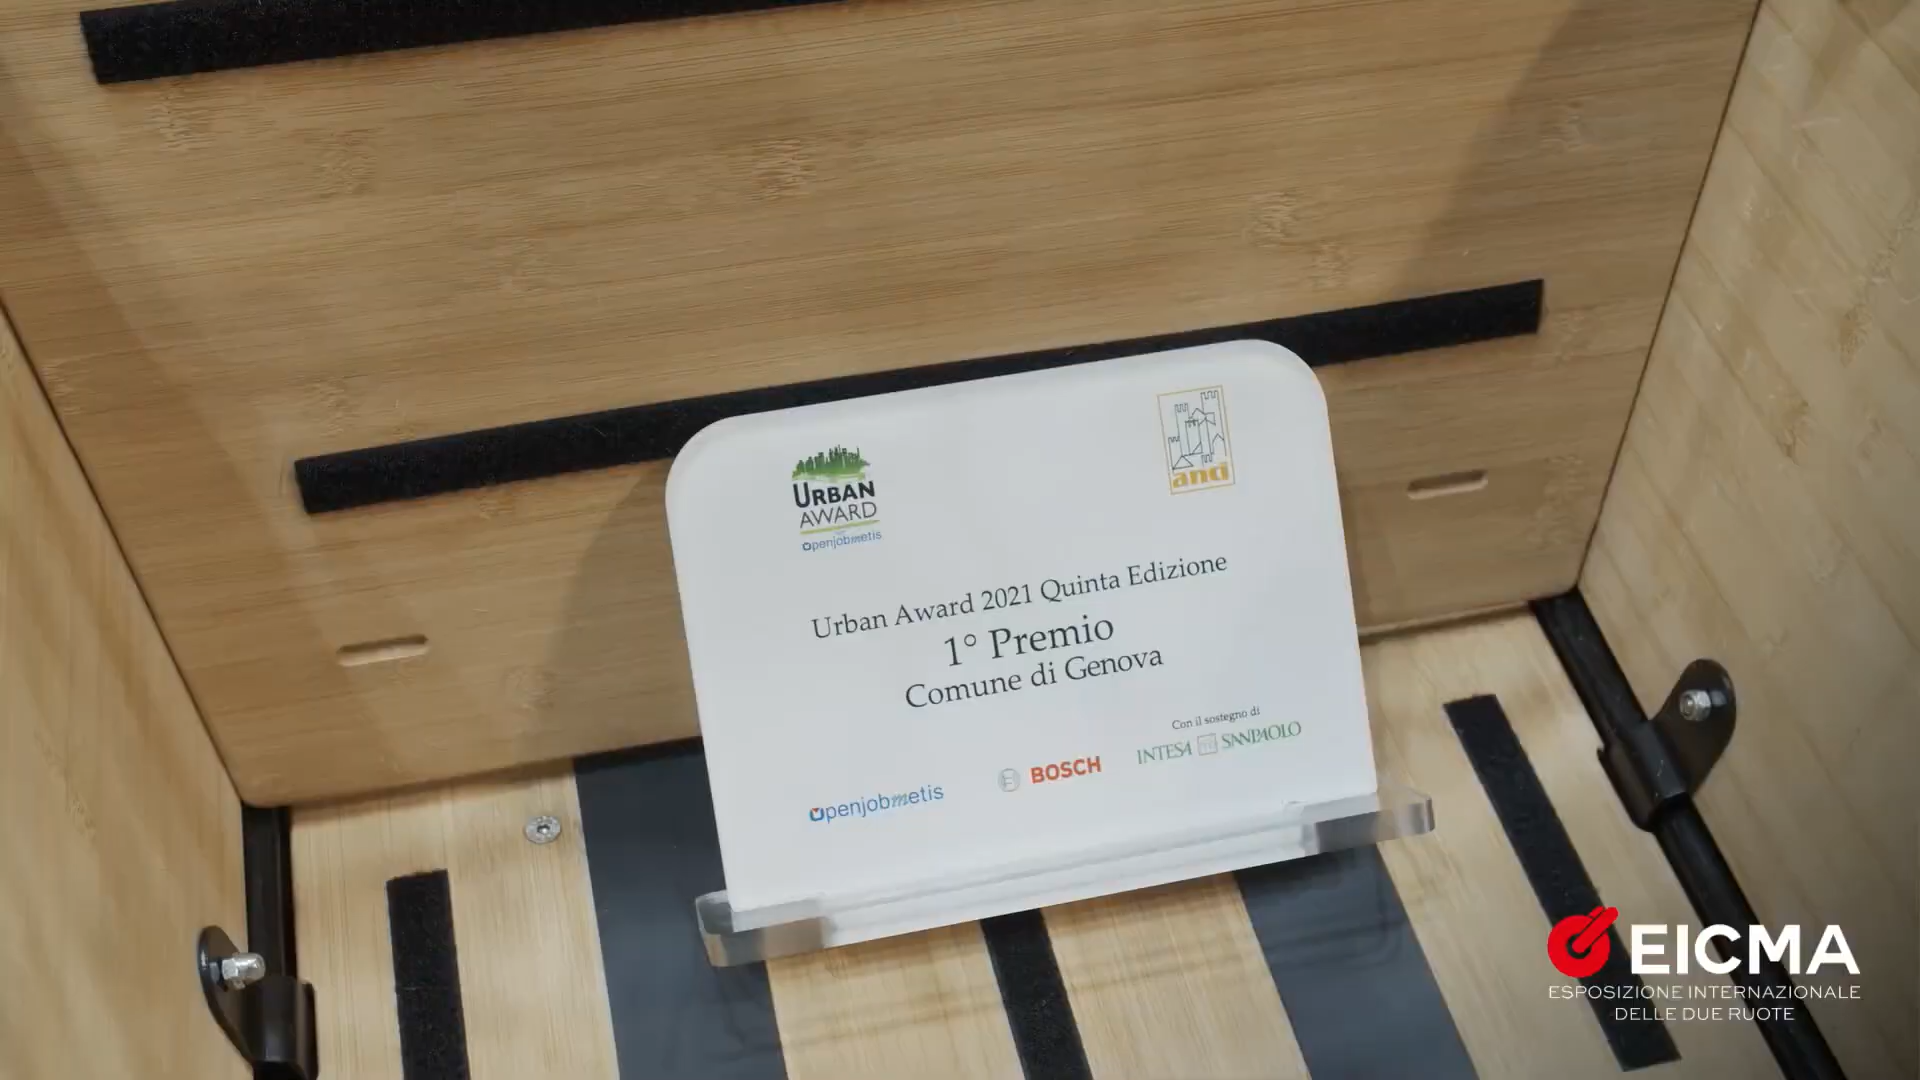 URBAN
AWARD
openjobmetis
anci
Urban Award 2021 Quinta Edizione
1° Premio
Comune di Genova
openjobmetis
BOSCH
Con il sostegno di
INTESA SANPAOLO
EICMA
ESPOSIZIONE INTERNAZIONALE
DELLE DUE RUOTE